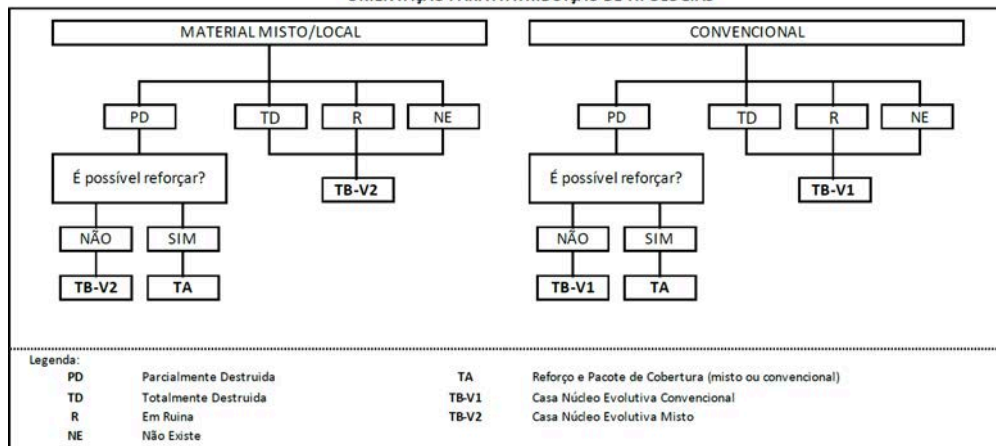 MATERIAL MISTO/LOCAL CONVENCIONAL
PD TD R NE PD TD R NE
É possível reforçar? TB-V2 É possível reforçar? TB-V1
NÃO SIM NÃO SIM
TB-V2 TA TB-V1 TA
Legenda:
PD Parcialmente Destruida TA Reforço e Pacote de Cobertura (misto ou convencional)
TD Totalmente Destruida TB-V1 Casa Núcleo Evolutiva Convencional
R Em Ruina TB-V2 Casa Núcleo Evolutiva Misto
NE Não Existe